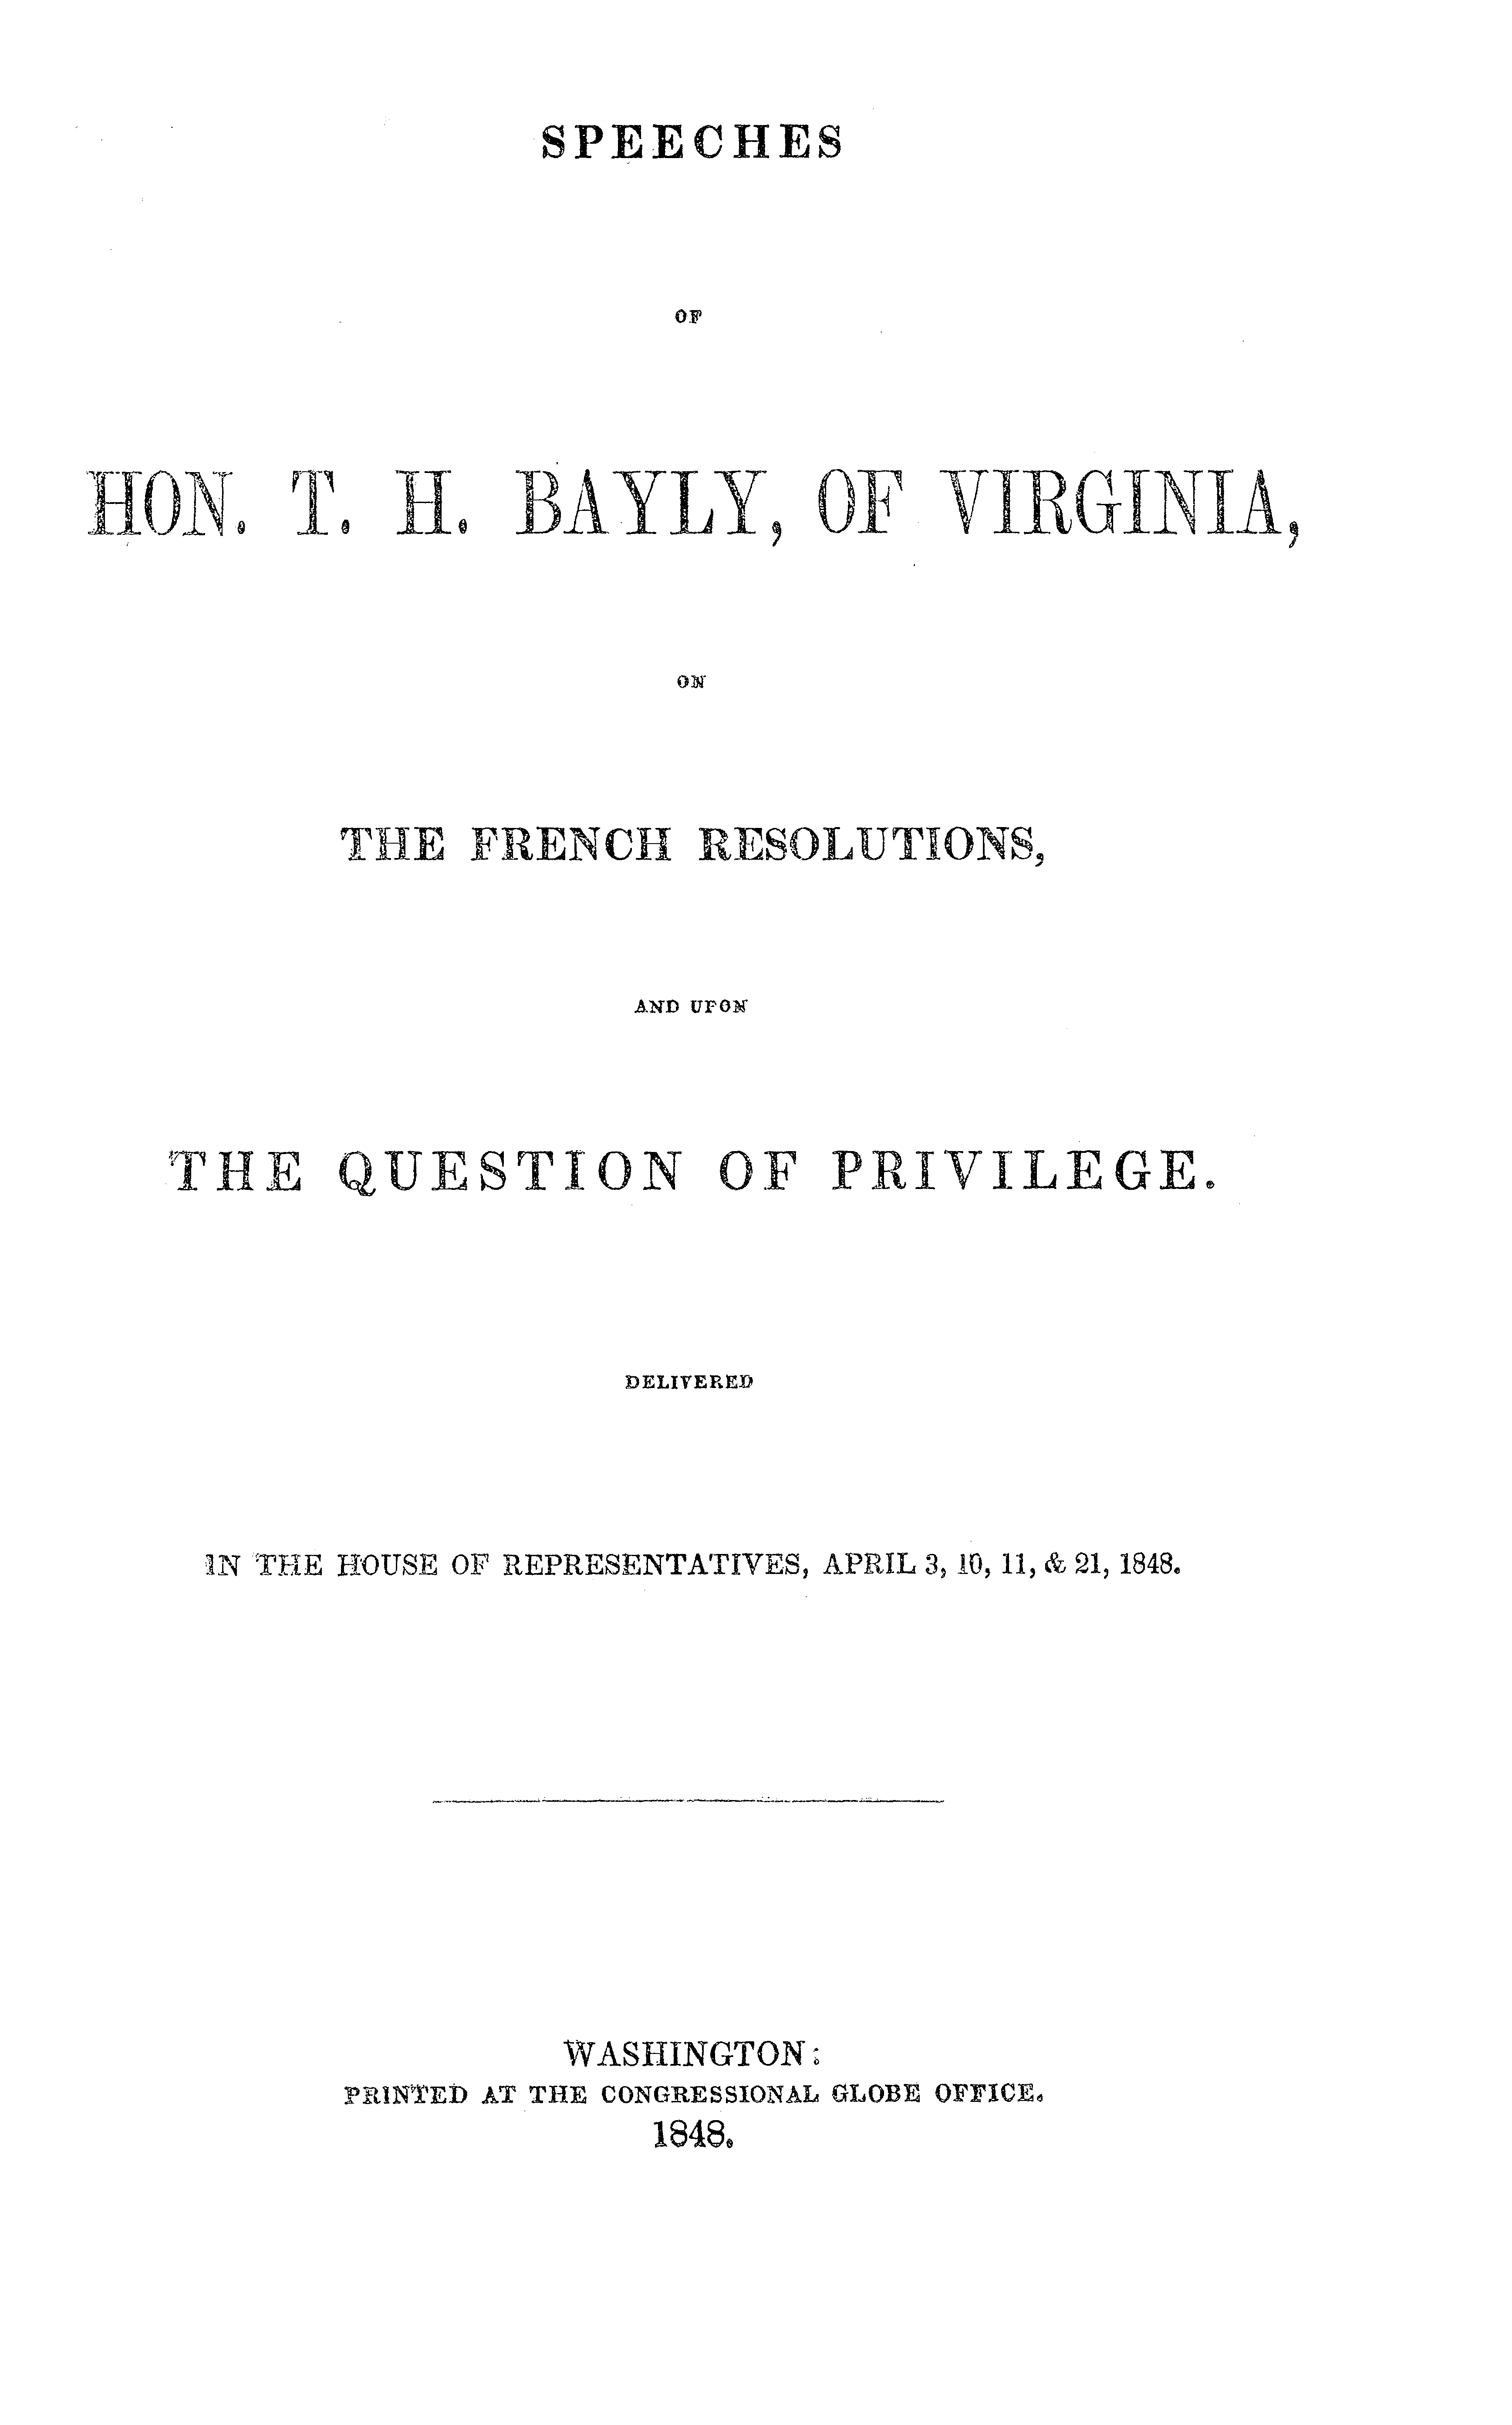 SPEECHES
OF
HON. T. H. BAYLY, OF VIRGINIA,
ON
THE FRENCH RESOLUTIONS,
AND UPON
THE QUESTION OF PRIVILEGE.
DELIVERED
IN THE HOUSE OF REPRESENTATIVES, APRIL 3, 10, 11, & 21, 1848.
WASHINGTON:
PRINTED AT THE CONGRESSIONAL GLOBE OFFICE.
1848.